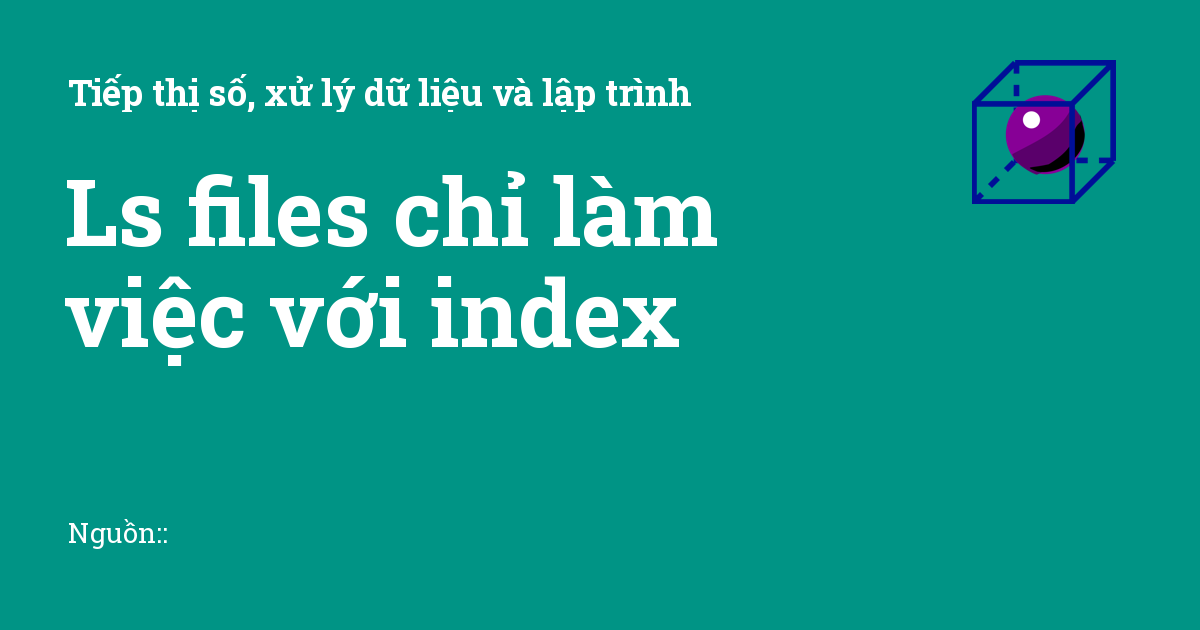 Tiếp thị số, xử lý dữ liệu và lập trình
Ls files chỉ làm
việc với index
Nguồn::